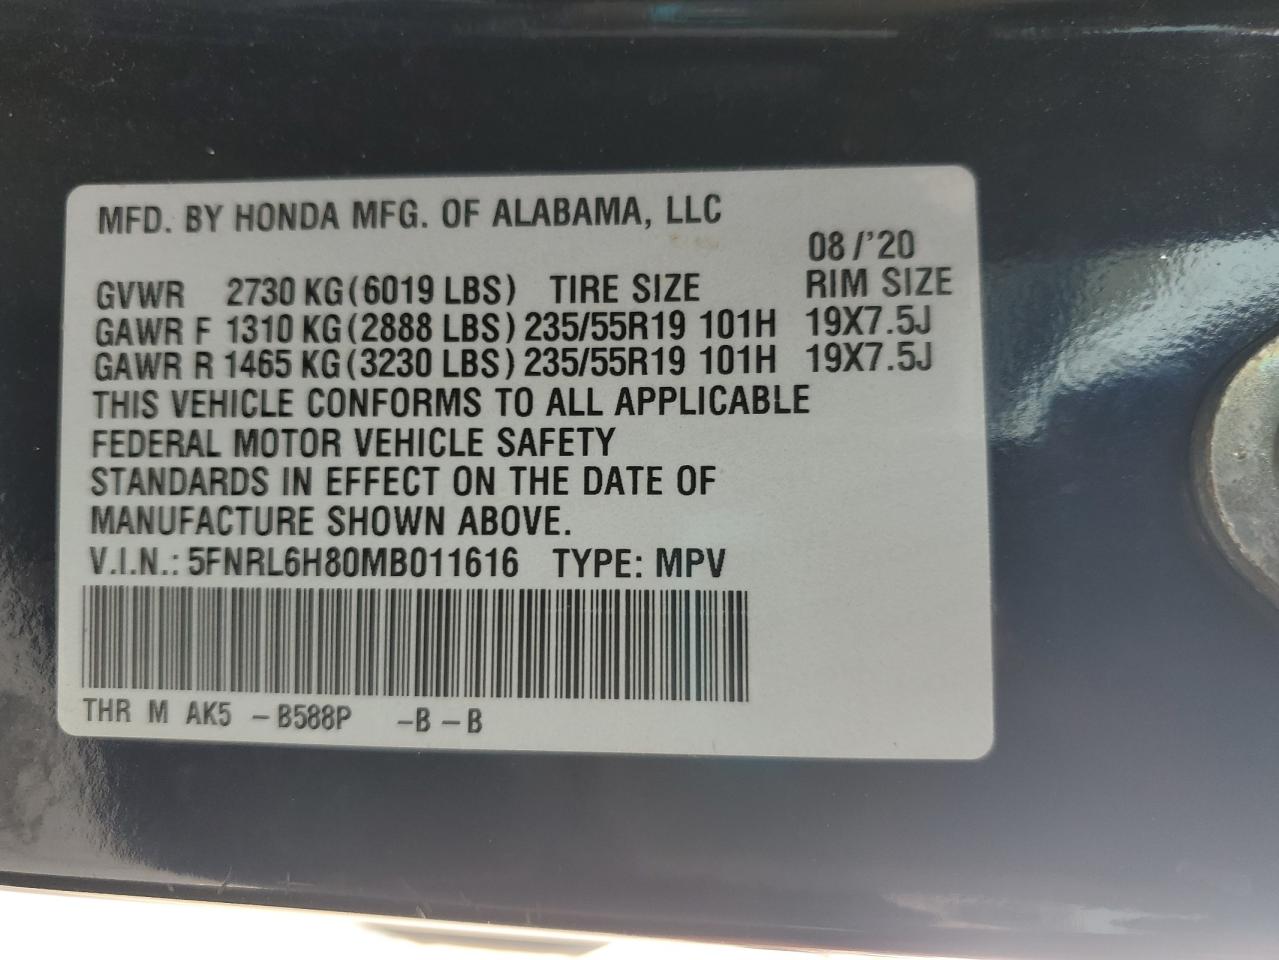 MFD. BY HONDA MFG. OF ALABAMA, LLC
08/'20
GVWR 2730 KG(6019 LBS) TIRE SIZE RIM SIZE
GAWR F 1310 KG(2888 LBS) 235/55R19 101H 19X7.5J
GAWR R 1465 KG(3230 LBS) 235/55R19 101H 19X7.5J
THIS VEHICLE CONFORMS TO ALL APPLICABLE
FEDERAL MOTOR VEHICLE SAFETY
STANDARDS IN EFFECT ON THE DATE OF
MANUFACTURE SHOWN ABOVE.
V.I.N.: 5FNRL6H80MB011616 TYPE: MPV
THR M AK5 -B588P -B -B